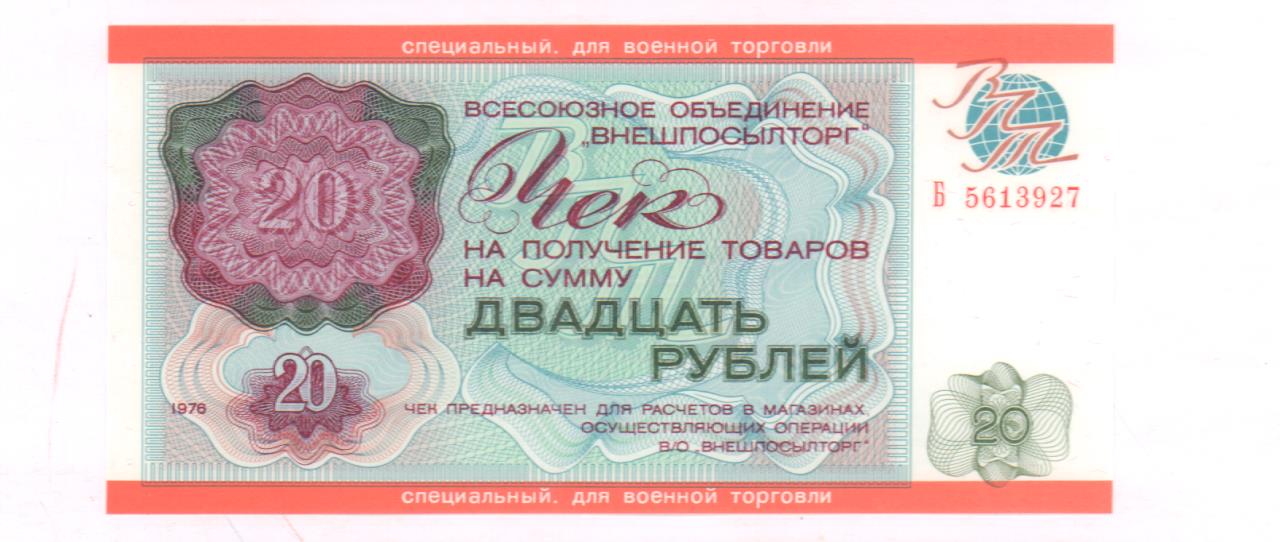 специальный. для военной торговли
ВСЕСОЮЗНОЕ ОБЪЕДИНЕНИЕ
„ВНЕШПОСЫЛТОРГ"
Чек
НА ПОЛУЧЕНИЕ ТОВАРОВ
НА СУММУ
ДВАДЦАТЬ
РУБЛЕЙ
20
20
1976
ЧЕК ПРЕДНАЗНАЧЕН ДЛЯ РАСЧЕТОВ В МАГАЗИНАХ,
ОСУЩЕСТВЛЯЮЩИХ ОПЕРАЦИИ
В/О „ВНЕШПОСЫЛТОРГ"
ВПТ
Б 5613927
20
специальный. для военной торговли